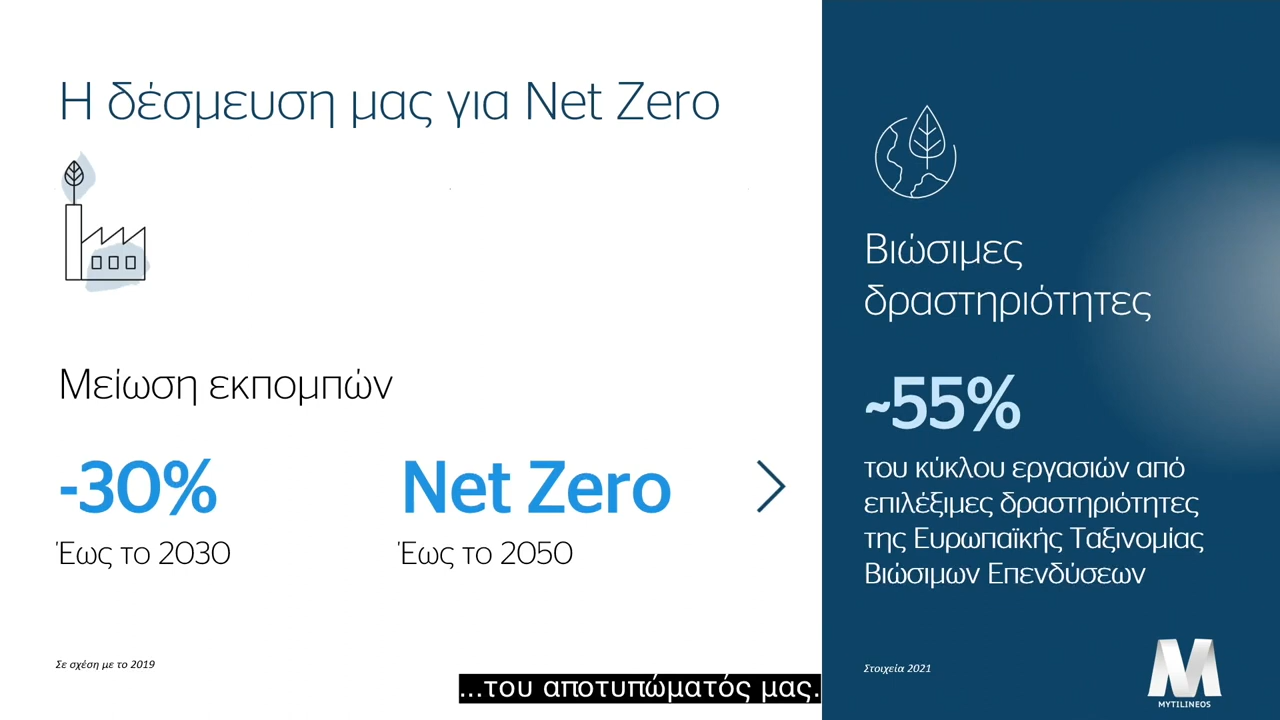 Η δέσμευση μας για Net Zero
Μείωση εκπομπών
-30%
Έως το 2030
Net Zero
Έως το 2050
Σε σχέση με το 2019
Βιώσιμες
δραστηριότητες
~55%
του κύκλου εργασιών από
επιλέξιμες δραστηριότητες
της Ευρωπαϊκής Ταξινομίας
Βιώσιμων Επενδύσεων
Στοιχεία 2021
MYTILINEOS
...του αποτυπώματός μας.